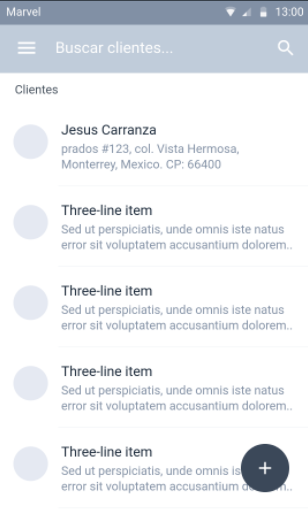 Marvel 13:00
Buscar clientes...
Clientes
Jesus Carranza
prados #123, col. Vista Hermosa,
Monterrey, Mexico. CP: 66400
Three-line item
Sed ut perspiciatis, unde omnis iste natus
error sit voluptatem accusantium dolorem..
Three-line item
Sed ut perspiciatis, unde omnis iste natus
error sit voluptatem accusantium dolorem..
Three-line item
Sed ut perspiciatis, unde omnis iste natus
error sit voluptatem accusantium dolorem..
Three-line item
Sed ut perspiciatis, unde omnis is
error sit voluptatem accusantium